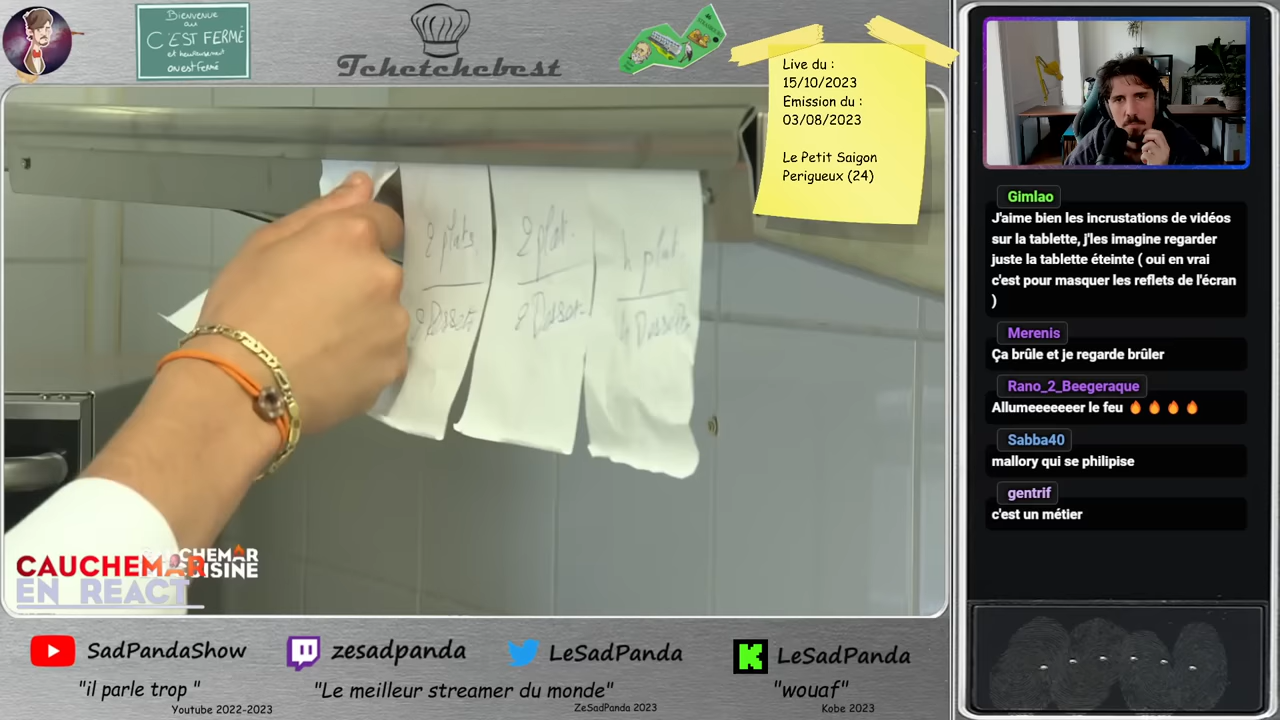 Bienvenue
au
C'EST FERMÉ
et heureusement
on est fermé
Tchetchebest
Live du :
15/10/2023
Emission du :
03/08/2023
Le Petit Saigon
Perigueux (24)
2 plats
2 Dessert
2 plat.
2 Dessert
4 plat.
4 Desserts
CAUCHEMAR
EN REACT
CAUCHEMAR
CUISINE
SadPandaShow
"il parle trop "
Youtube 2022-2023
zesadpanda
"Le meilleur streamer du monde"
ZeSadPanda 2023
LeSadPanda
LeSadPanda
"wouaf"
Kobe 2023
Gimlao
J'aime bien les incrustations de vidéos
sur la tablette, j'les imagine regarder
juste la tablette éteinte ( oui en vrai
c'est pour masquer les reflets de l'écran
)
Merenis
Ça brûle et je regarde brûler
Rano_2_Beegeraque
Allumeeeeeer le feu 🔥 🔥 🔥 🔥
Sabba40
mallory qui se philipise
gentrif
c'est un métier